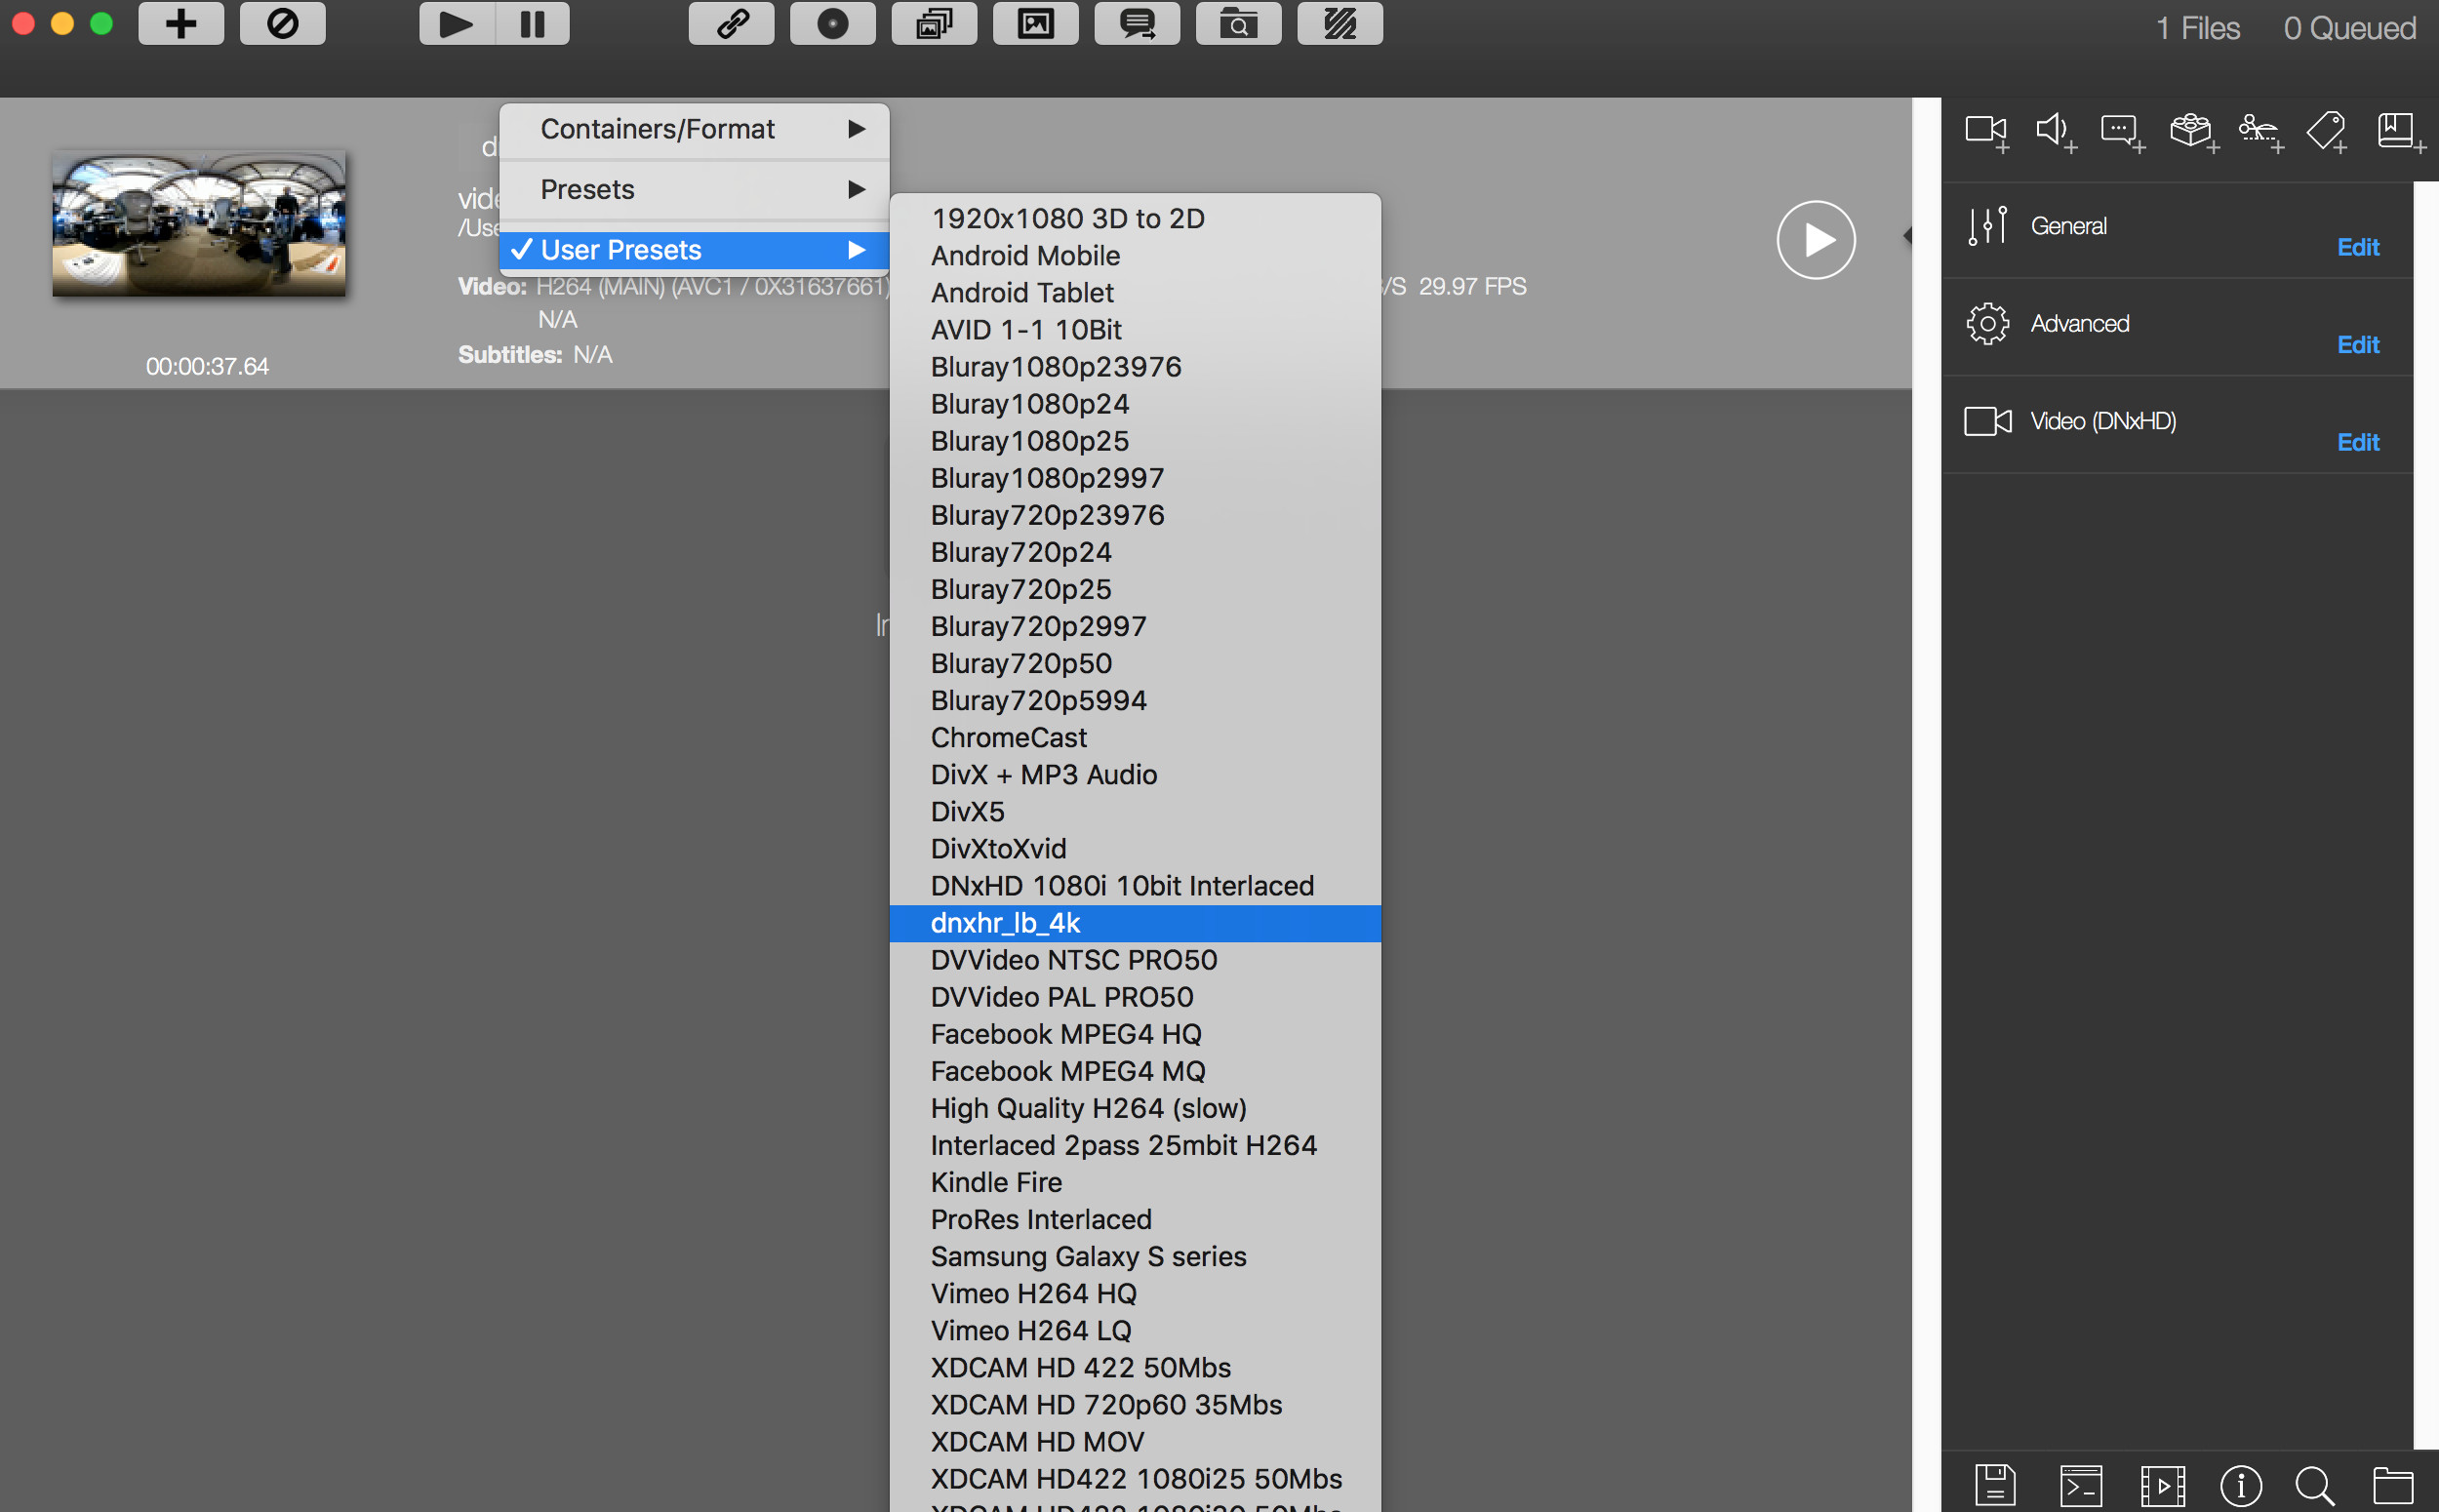 1 Files 0 Queued
Containers/Format
Presets
User Presets
Video: H264 (MAIN) (AVC1 / 0X31637661)
/S 29.97 FPS
N/A
Subtitles: N/A
00:00:37.64
1920x1080 3D to 2D
Android Mobile
Android Tablet
AVID 1-1 10Bit
Bluray1080p23976
Bluray1080p24
Bluray1080p25
Bluray1080p2997
Bluray720p23976
Bluray720p24
Bluray720p25
Bluray720p2997
Bluray720p50
Bluray720p5994
ChromeCast
DivX + MP3 Audio
DivX5
DivXtoXvid
DNxHD 1080i 10bit Interlaced
dnxhr_lb_4k
DVVideo NTSC PRO50
DVVideo PAL PRO50
Facebook MPEG4 HQ
Facebook MPEG4 MQ
High Quality H264 (slow)
Interlaced 2pass 25mbit H264
Kindle Fire
ProRes Interlaced
Samsung Galaxy S series
Vimeo H264 HQ
Vimeo H264 LQ
XDCAM HD 422 50Mbs
XDCAM HD 720p60 35Mbs
XDCAM HD MOV
XDCAM HD422 1080i25 50Mbs
General
Edit
Advanced
Edit
Video (DNxHD)
Edit